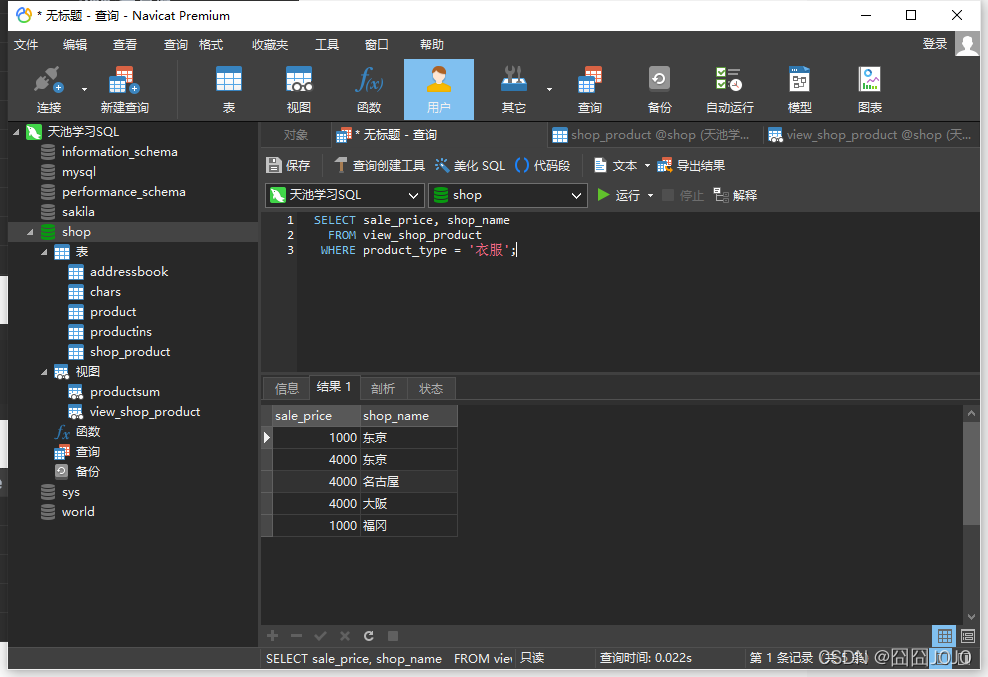 * 无标题 - 查询 - Navicat Premium
文件 编辑 查看 查询 格式 收藏夹 工具 窗口 帮助 登录
连接 新建查询 表 视图 函数 用户 其它 查询 备份 自动运行 模型 图表
天池学习SQL
information_schema
mysql
performance_schema
sakila
shop
表
addressbook
chars
product
productins
shop_product
视图
productsum
view_shop_product
函数
查询
备份
sys
world
对象 * 无标题 - 查询 shop_product @shop (天池学... view_shop_product @shop (天...
保存 查询创建工具 美化 SQL 代码段 文本 导出结果
天池学习SQL shop 运行 停止 解释
1 SELECT sale_price, shop_name
2 FROM view_shop_product
3 WHERE product_type = '衣服';
信息 结果 1 剖析 状态
sale_price shop_name
1000 东京
4000 东京
4000 名古屋
4000 大阪
1000 福冈
SELECT sale_price, shop_name FROM viev 只读 查询时间: 0.022s 第 1 条记录 (共 5 条)
CSDN @囧囧JOJO